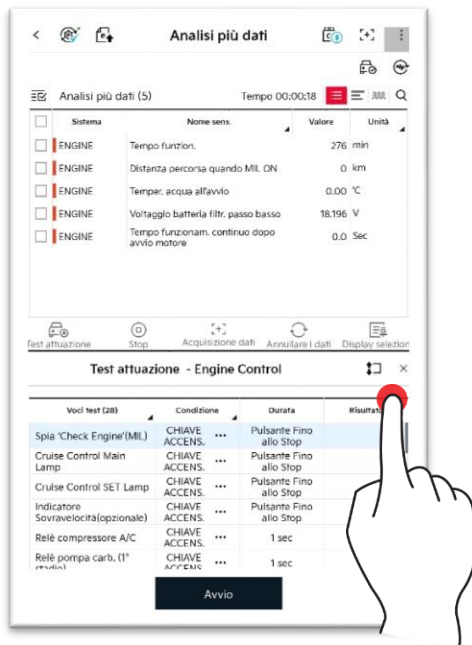 Analisi più dati
Analisi più dati (5) Tempo 00:00:18
Sistema Nome sens. Valore Unità
ENGINE Tempo funzion. 276 min
ENGINE Distanza percorsa quando MIL ON 0 km
ENGINE Temper. acqua all'avvio 0.00 °C
ENGINE Voltaggio batteria filtr. passo basso 18.196 V
ENGINE Tempo funzionam. continuo dopo
avvio motore 0.0 Sec
Test attuazione Stop Acquisizione dati Annullare i dati Display selezion
Test attuazione - Engine Control
Voci test (28) Condizione Durata Risultato
Spia 'Check Engine'(MIL) CHIAVE
ACCENS. ... Pulsante Fino
allo Stop
Cruise Control Main
Lamp CHIAVE
ACCENS. ... Pulsante Fino
allo Stop
Cruise Control SET Lamp CHIAVE
ACCENS. ... Pulsante Fino
allo Stop
Indicatore
Sovravelocità(opzionale) CHIAVE
ACCENS. ... Pulsante Fino
allo Stop
Relè compressore A/C CHIAVE
ACCENS. ... 1 sec
Relè pompa carb. (1°
stadio) CHIAVE
ACCENS ... 1 sec
Avvio